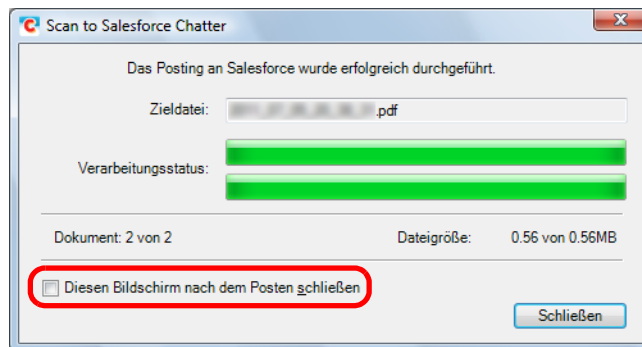 Scan to Salesforce Chatter
Das Posting an Salesforce wurde erfolgreich durchgeführt.
Zieldatei: .pdf
Verarbeitungsstatus:
Dokument: 2 von 2 Dateigröße: 0.56 von 0.56MB
Diesen Bildschirm nach dem Posten schließen
Schließen